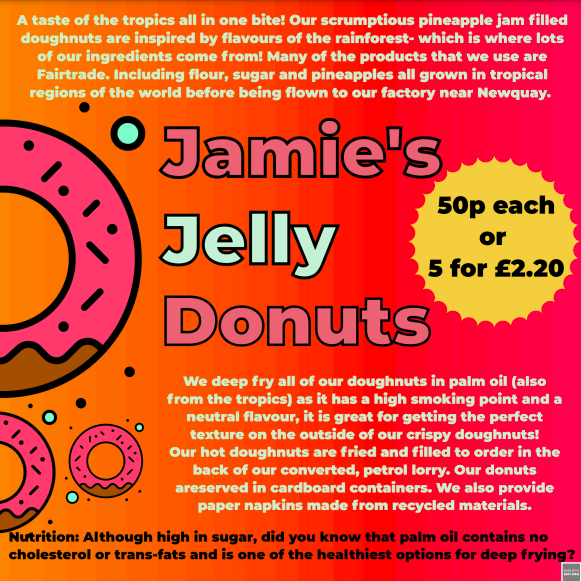 A taste of the tropics all in one bite! Our scrumptious pineapple jam filled
doughnuts are inspired by flavours of the rainforest- which is where lots
of our ingredients come from! Many of the products that we use are
Fairtrade. Including flour, sugar and pineapples all grown in tropical
regions of the world before being flown to our factory near Newquay.
Jamie's
Jelly
Donuts
50p each
or
5 for £2.20
We deep fry all of our doughnuts in palm oil (also
from the tropics) as it has a high smoking point and a
neutral flavour, it is great for getting the perfect
texture on the outside of our crispy doughnuts!
Our hot doughnuts are fried and filled to order in the
back of our converted, petrol lorry. Our donuts
areserved in cardboard containers. We also provide
paper napkins made from recycled materials.
Nutrition: Although high in sugar, did you know that palm oil contains no
cholesterol or trans-fats and is one of the healthiest options for deep frying?